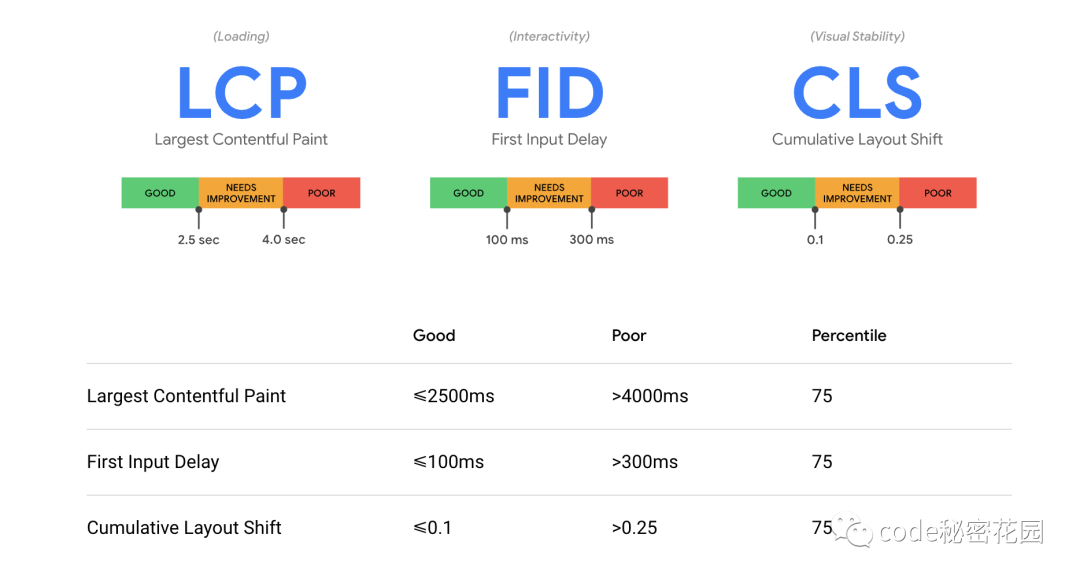 (Loading) (Interactivity) (Visual Stability)
LCP FID CLS
Largest Contentful Paint First Input Delay Cumulative Layout Shift
GOOD NEEDS IMPROVEMENT POOR GOOD NEEDS IMPROVEMENT POOR GOOD NEEDS IMPROVEMENT POOR
2.5 sec 4.0 sec 100 ms 300 ms 0.1 0.25
Good Poor Percentile
Largest Contentful Paint ≤2500ms >4000ms 75
First Input Delay ≤100ms >300ms 75
Cumulative Layout Shift ≤0.1 >0.25 75
code秘密花园